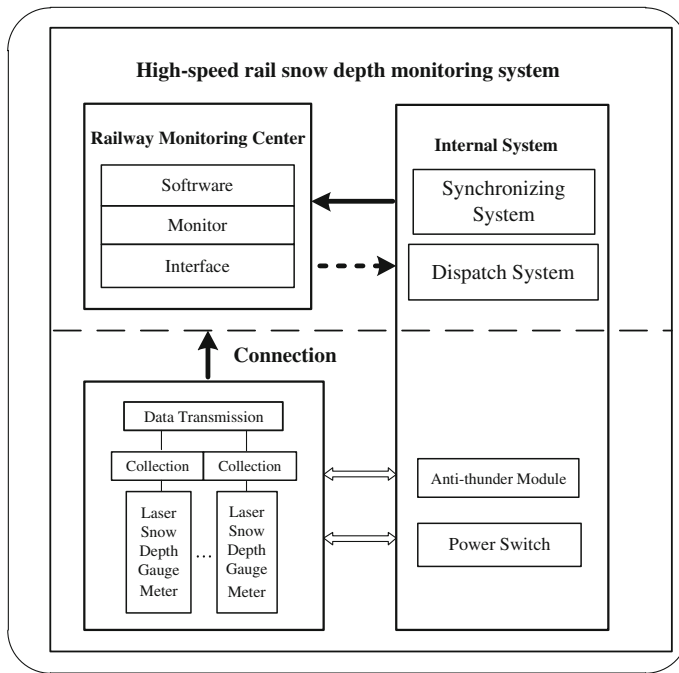 High-speed rail snow depth monitoring system
Railway Monitoring Center
Softrware
Monitor
Interface
Internal System
Synchronizing
System
Dispatch System
Connection
Data Transmission
Collection
Collection
Laser
Snow
Depth
Gauge
Meter
...
Laser
Snow
Depth
Gauge
Meter
Anti-thunder Module
Power Switch